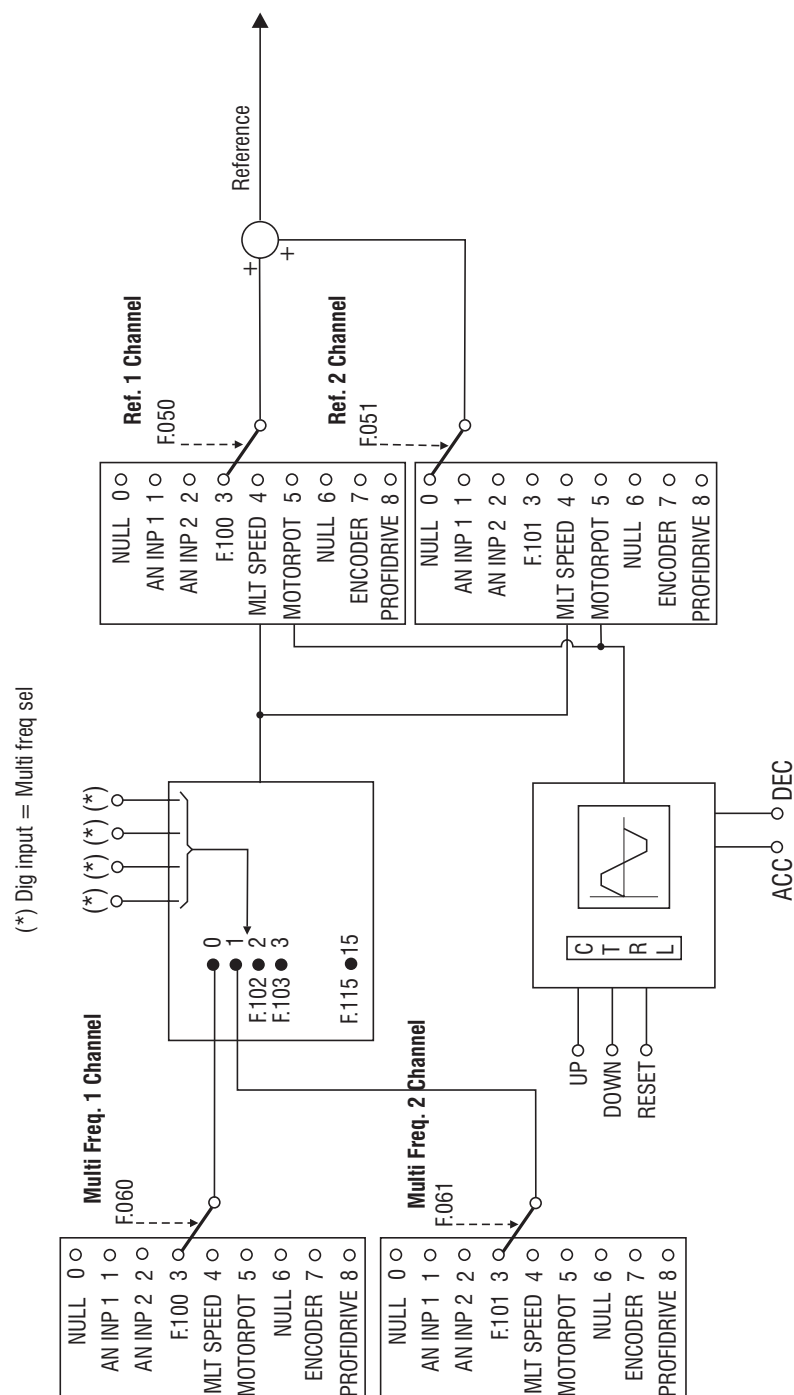 (*) Dig input = Multi freq sel
Reference
Ref. 1 Channel
F.050
NULL 0
AN INP 1 1
AN INP 2 2
F.100 3
MLT SPEED 4
MOTORPOT 5
NULL 6
ENCODER 7
PROFIDRIVE 8
Ref. 2 Channel
F.051
NULL 0
AN INP 1 1
AN INP 2 2
F.101 3
MLT SPEED 4
MOTORPOT 5
NULL 6
ENCODER 7
PROFIDRIVE 8
+
+
(*) (*) (*) (*)
0
1
F.102 2
F.103 3
F.115 15
Multi Freq. 1 Channel
F.060
NULL 0
AN INP 1 1
AN INP 2 2
F.100 3
MLT SPEED 4
MOTORPOT 5
NULL 6
ENCODER 7
PROFIDRIVE 8
Multi Freq. 2 Channel
F.061
NULL 0
AN INP 1 1
AN INP 2 2
F.101 3
MLT SPEED 4
MOTORPOT 5
NULL 6
ENCODER 7
PROFIDRIVE 8
UP
DOWN
RESET
CTRL
ACC
DEC